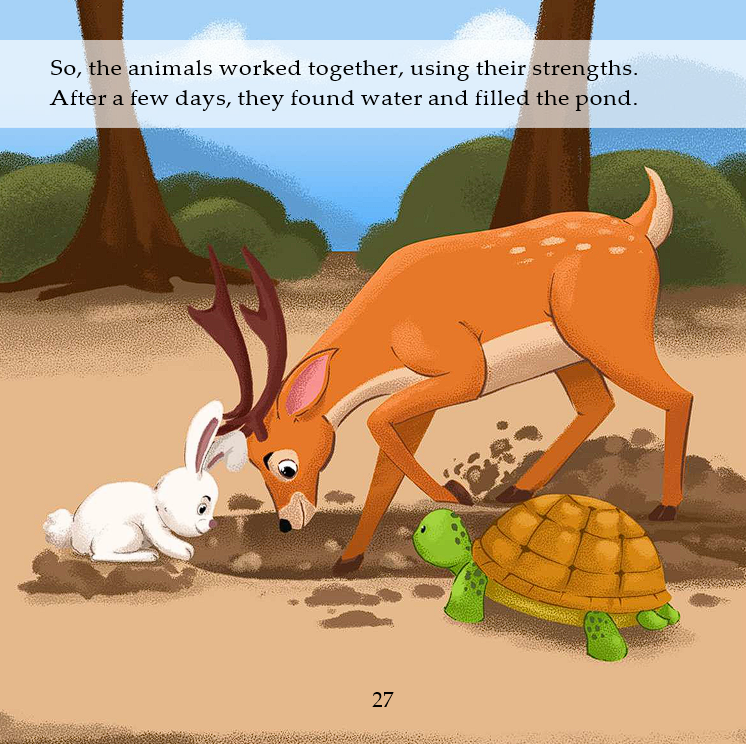 So, the animals worked together, using their strengths.
After a few days, they found water and filled the pond.
27